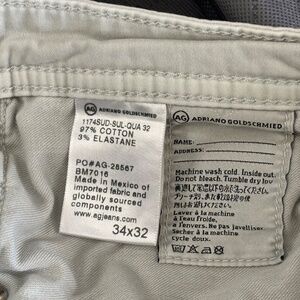 AG ADRIANO GOLDSCHMIED
1174SUD-SUL-QUA 32
97% COTTON
3% ELASTANE
PO#AG-28567
BM7016
Made in Mexico of
imported fabric and
globally sourced
components
www.agjeans.com
34x32
AG ADRIANO GOLDSCHMIED
NAME:
ADDRESS:
Machine wash cold. Inside out.
Do not bleach. Tumble dry low
Laver à la machine
à l'eau froide,
a l'envers. Ne pas javelliser.
Séchage à la machine
cycle doux.